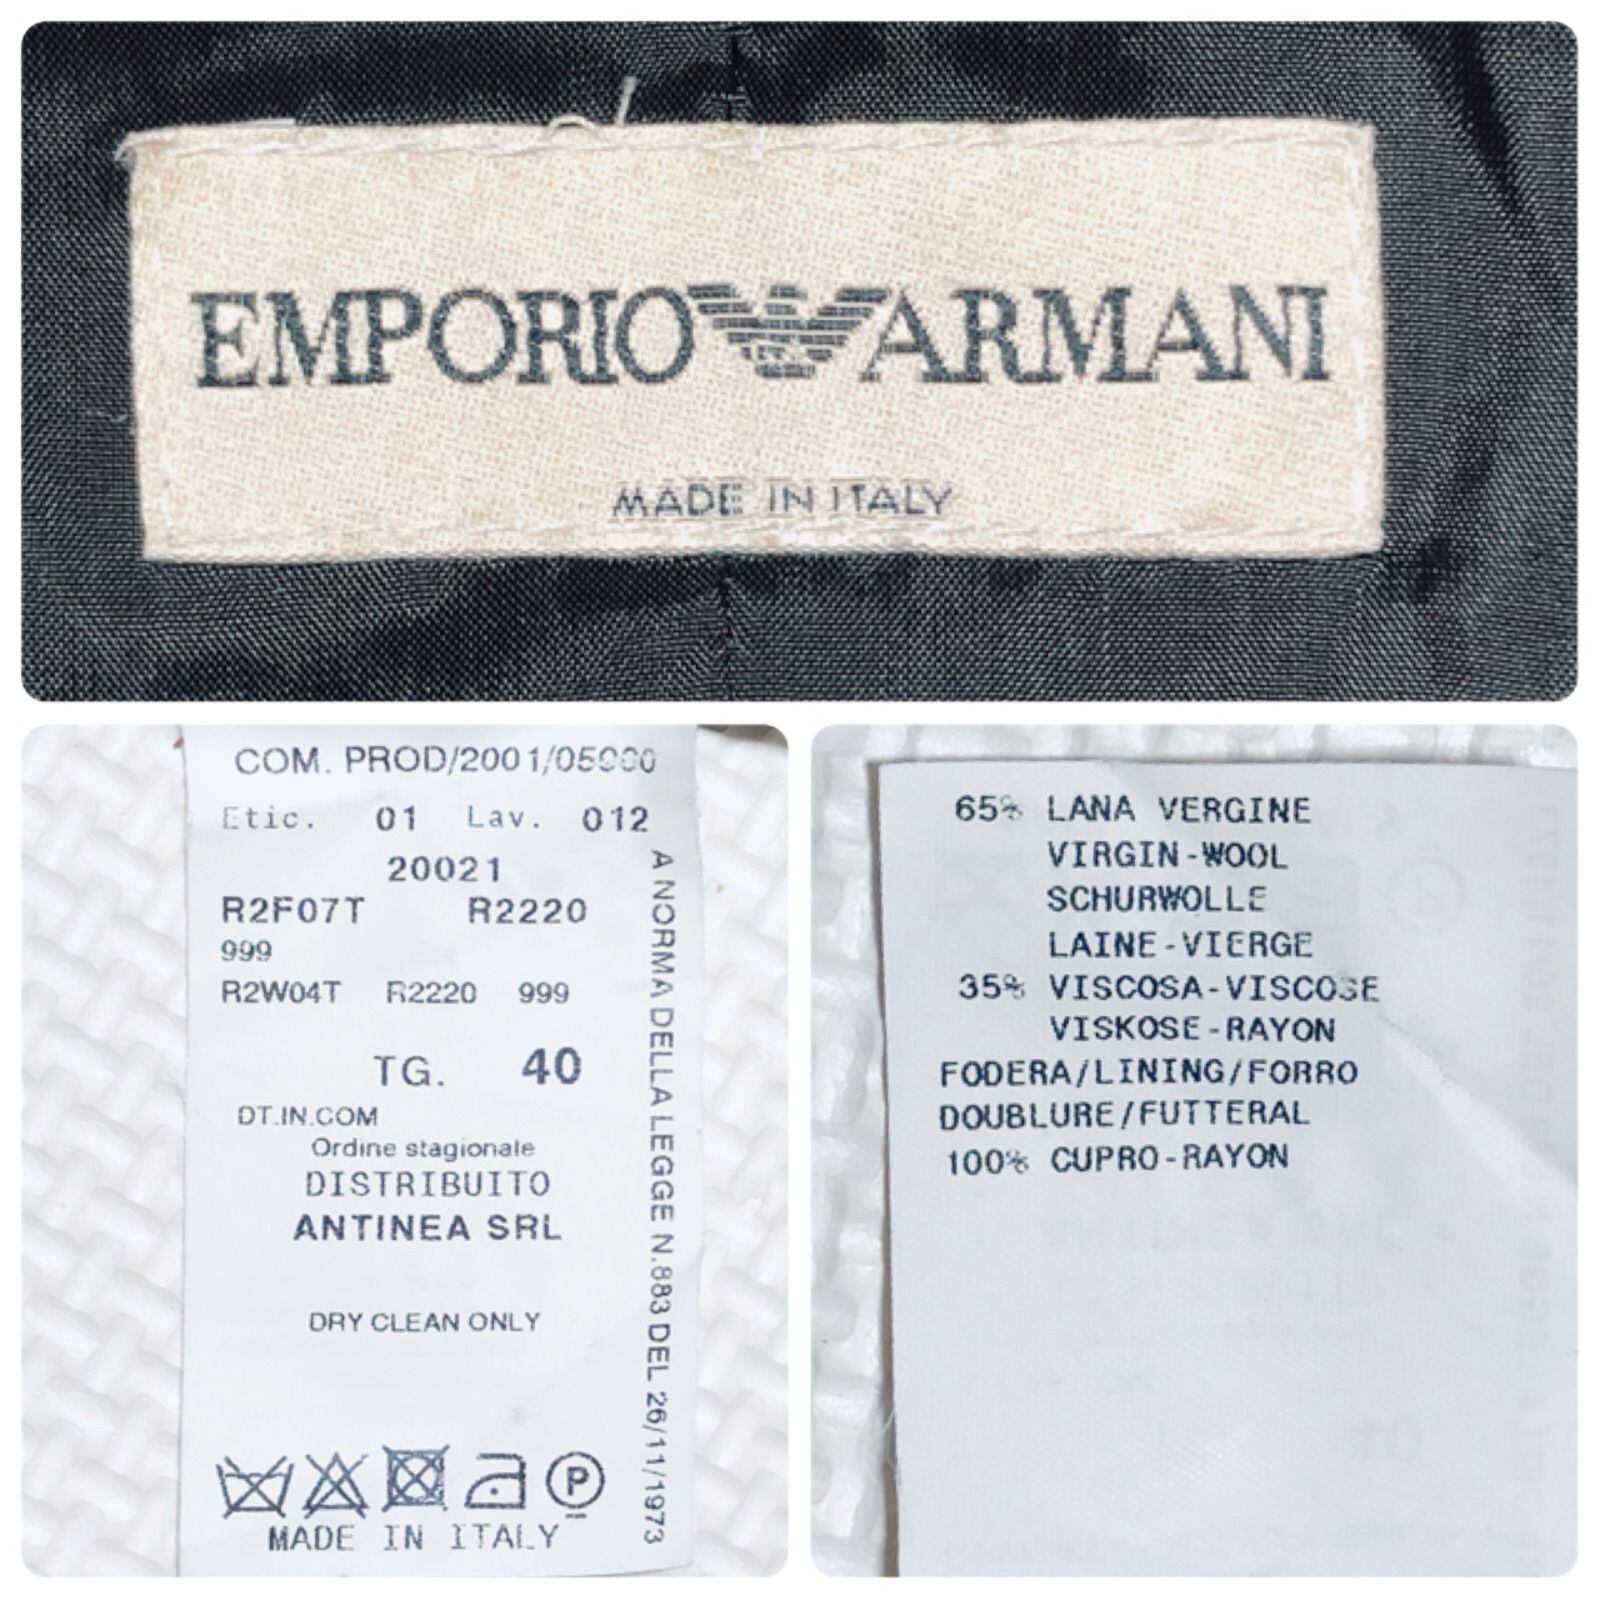 EMPORIO ARMANI
MADE IN ITALY
COM. PROD/2001/05900
Etic. 01 Lav. 012
20021
R2F07T R2220
999
R2W04T R2220 999
TG. 40
DT.IN.COM
Ordine stagionale
DISTRIBUITO
ANTINEA SRL
DRY CLEAN ONLY
P
MADE IN ITALY
A NORMA DELLA LEGGE N.883 DEL 26/11/1973
65% LANA VERGINE
VIRGIN-WOOL
SCHURWOLLE
LAINE-VIERGE
35% VISCOSA-VISCOSE
VISKOSE-RAYON
FODERA/LINING/FORRO
DOUBLURE/FUTTERAL
100% CUPRO-RAYON